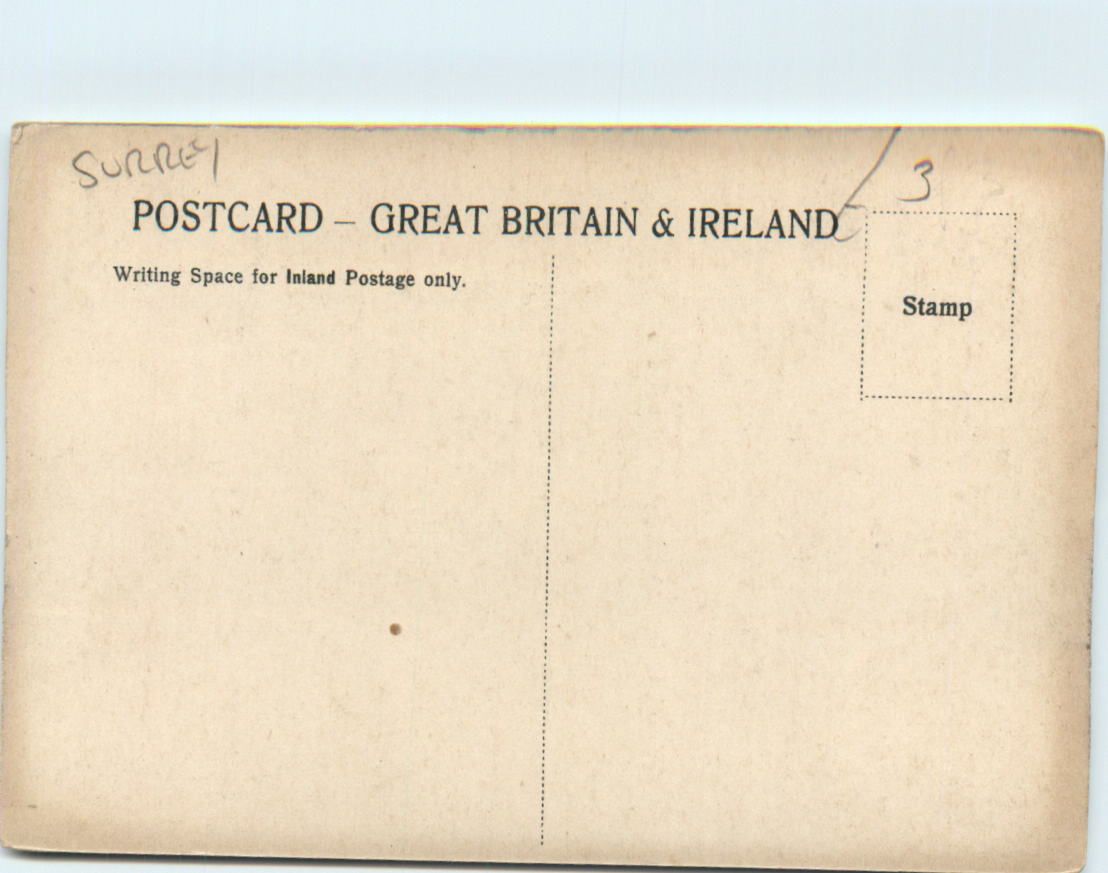 SURREY
3
POSTCARD – GREAT BRITAIN & IRELAND
Writing Space for Inland Postage only.
Stamp